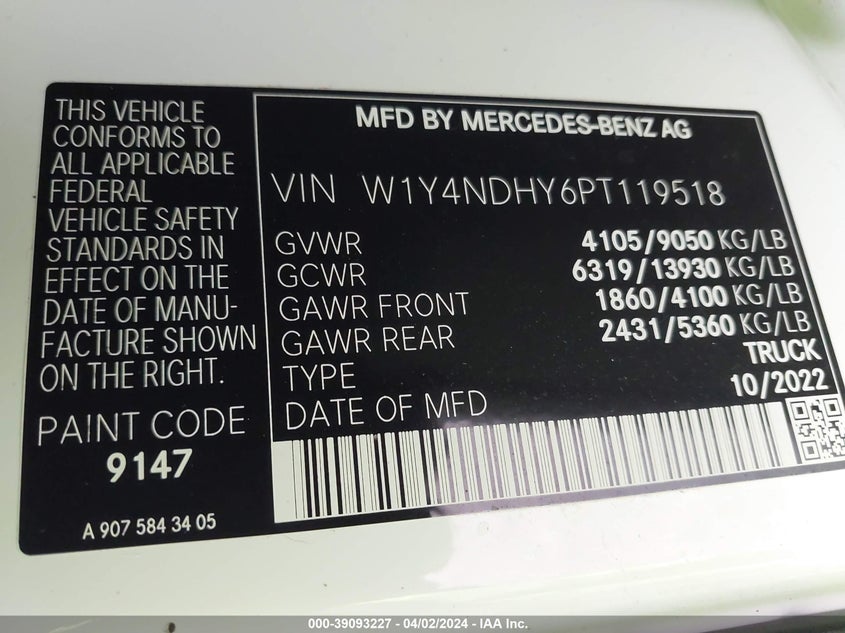 THIS VEHICLE
CONFORMS TO
ALL APPLICABLE
FEDERAL
VEHICLE SAFETY
STANDARDS IN
EFFECT ON THE
DATE OF MANU-
FACTURE SHOWN
ON THE RIGHT.
PAINT CODE
9147
A 907 584 34 05
MFD BY MERCEDES-BENZ AG
VIN W1Y4NDHY6PT119518
GVWR 4105/9050 KG/LB
GCWR 6319/13930 KG/LB
GAWR FRONT 1860/4100 KG/LB
GAWR REAR 2431/5360 KG/LB
TYPE TRUCK
DATE OF MFD 10/2022
000-39093227 - 04/02/2024 - IAA Inc.